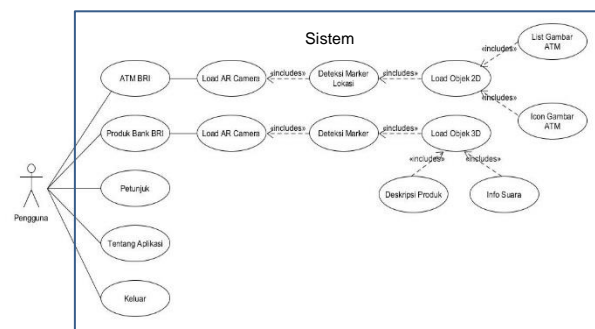 Sistem
List Gambar
ATM
«includes»
ATM BRI
Load AR Camera
«includes»
Deteksi Marker
Lokasi
«includes»
Load Objek 2D
«includes»
Icon Gambar
ATM
Produk Bank BRI
Load AR Camera
«includes»
Deteksi Marker
«includes»
Load Objek 3D
«includes»
«includes»
Petunjuk
Deskripsi Produk
Info Suara
Pengguna
Tentang Aplikasi
Keluar